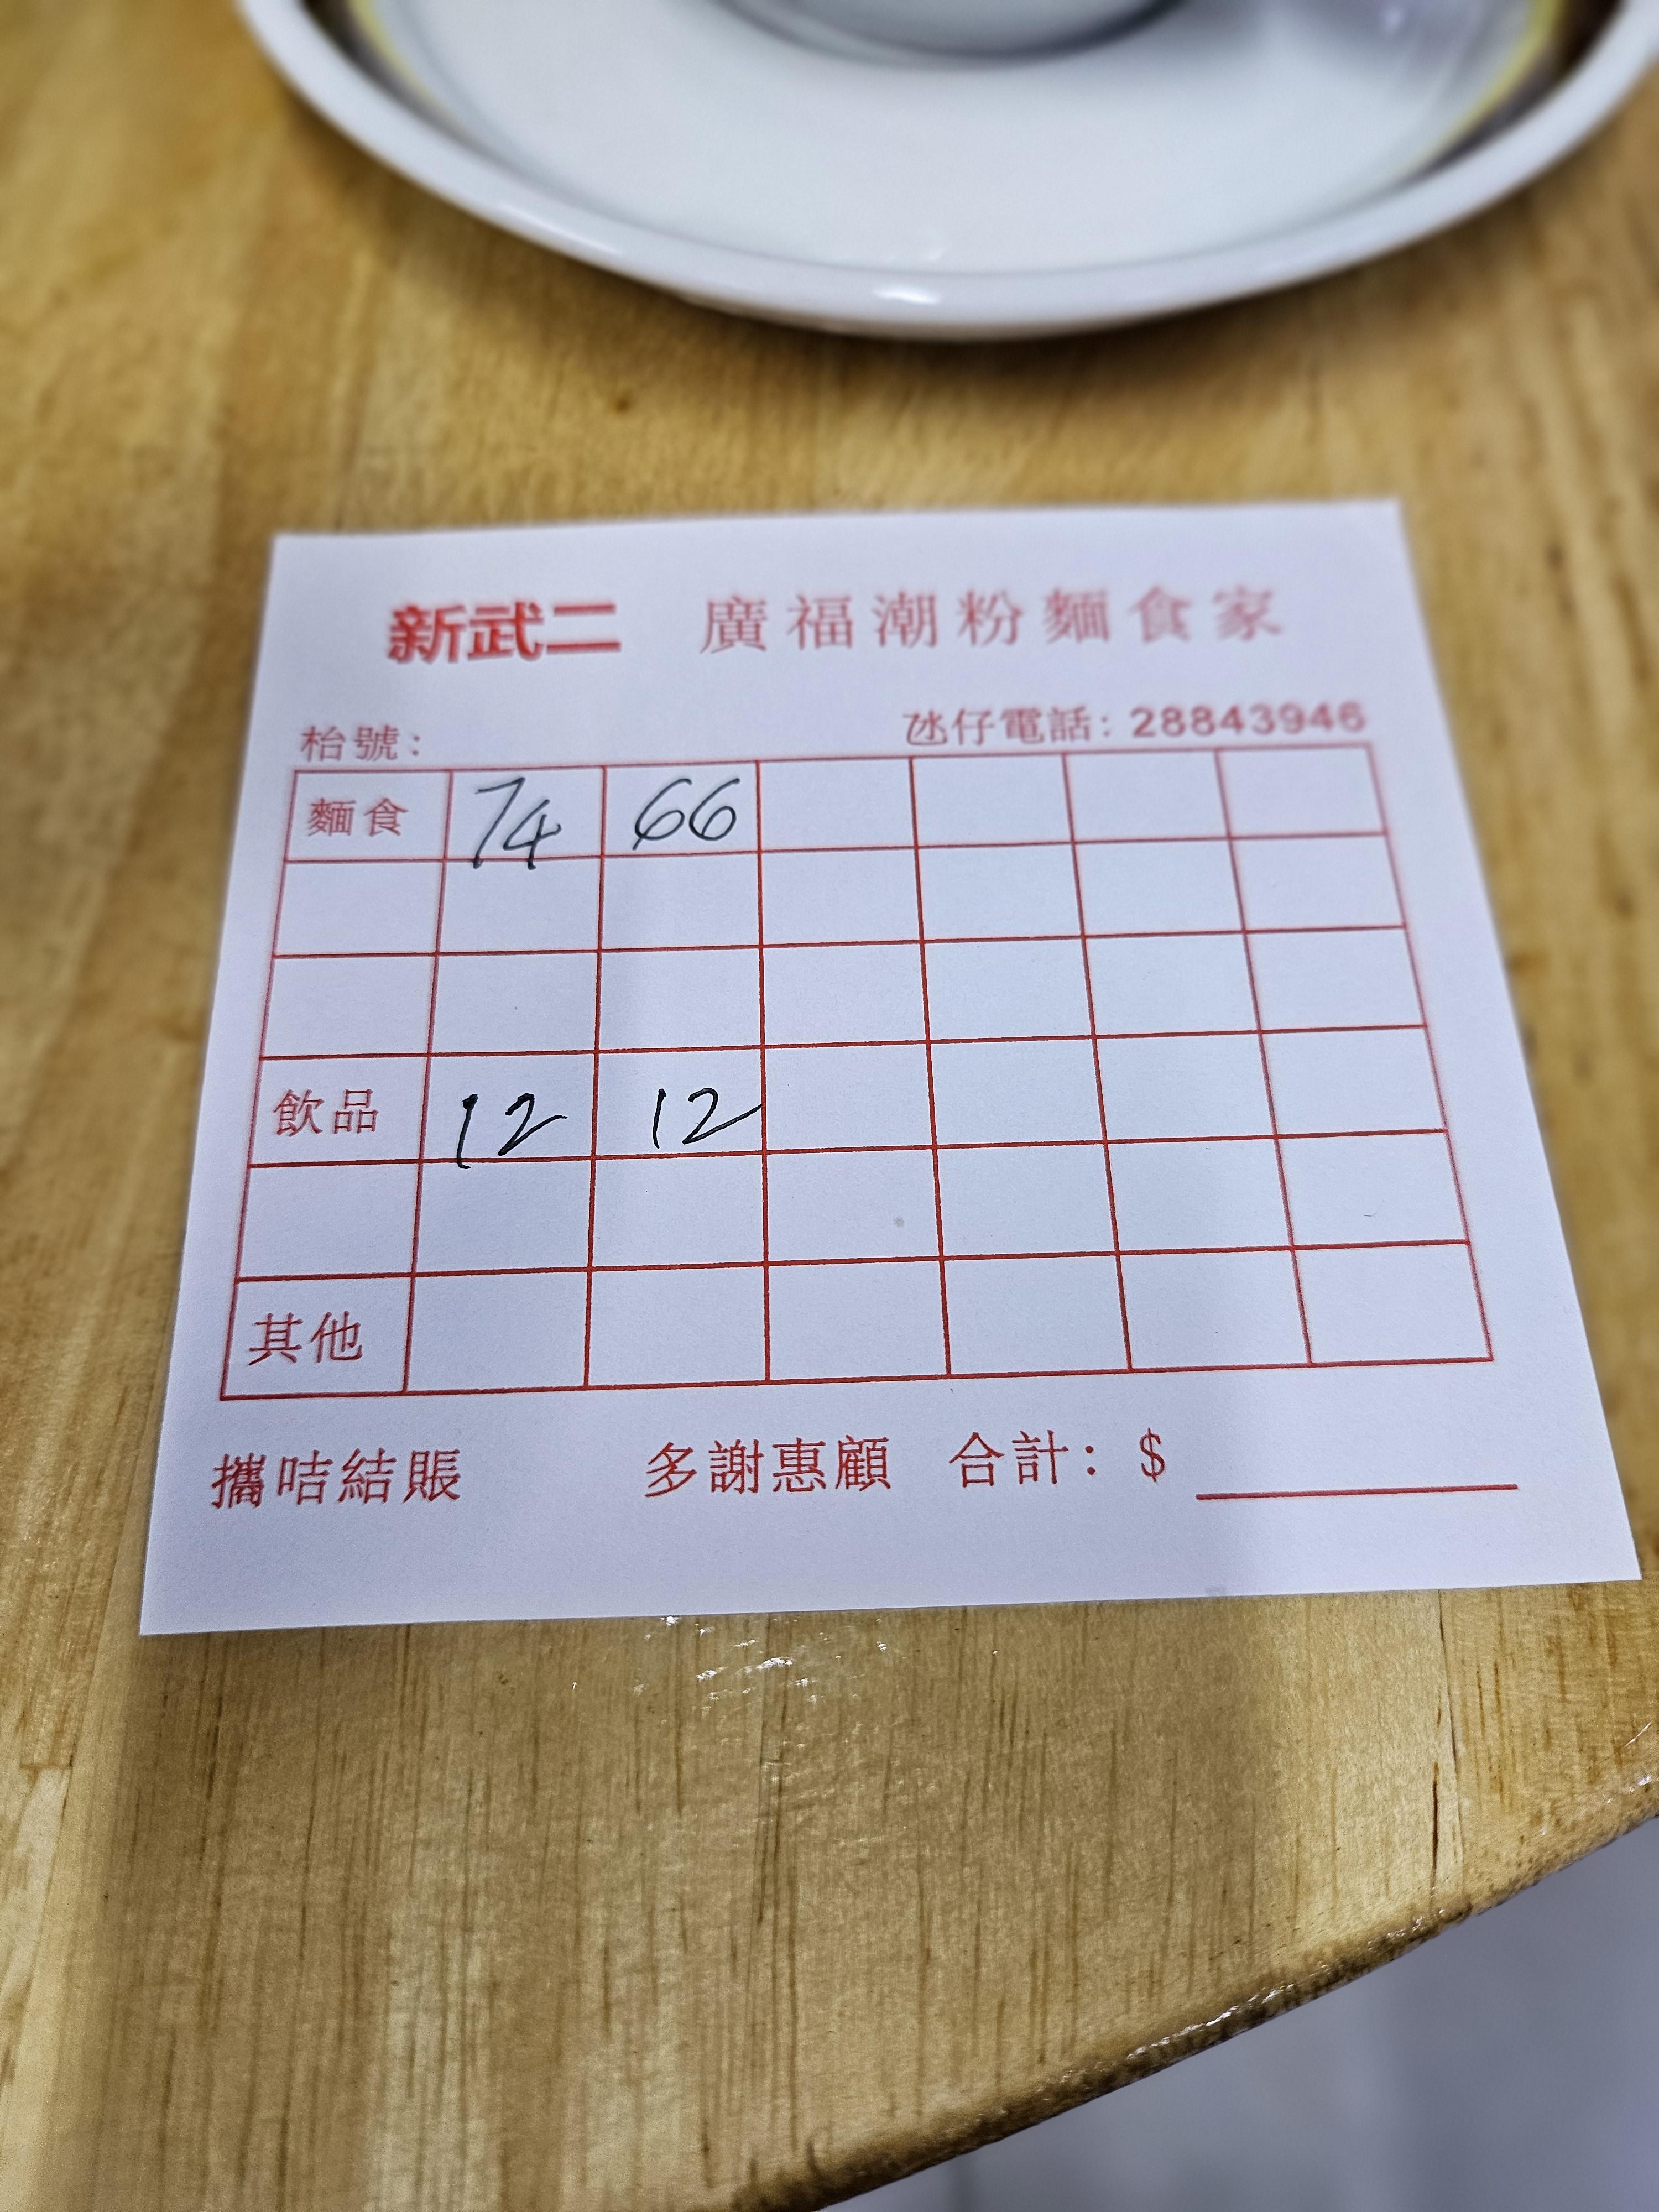 新武二 廣福潮粉麵食家
枱號：
氹仔電話：28843946
麵食 74 66
飲品 12 12
其他
攜咭結賬 多謝惠顧 合計：$